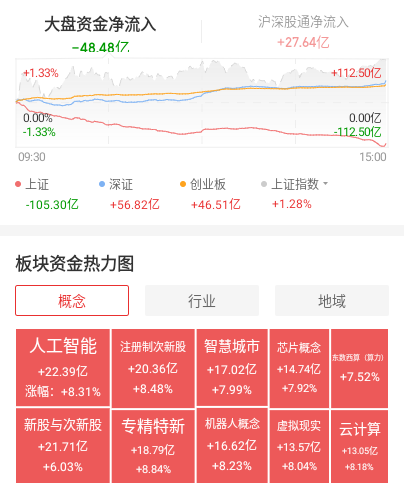 大盘资金净流入
-48.48亿
沪深股通净流入
+27.64亿
+1.33%
+112.50亿
0.00%
0.00亿
-1.33%
-112.50亿
09:30
15:00
上证
深证
创业板
上证指数
-105.30亿
+56.82亿
+46.51亿
+1.28%
板块资金热力图
概念
行业
地域
人工智能
+22.39亿
涨幅：+8.31%
注册制次新股
+20.36亿
+8.48%
智慧城市
+17.02亿
+7.99%
芯片概念
+14.74亿
+7.92%
东数西算（算力）
+7.52%
新股与次新股
+21.71亿
+6.03%
专精特新
+18.79亿
+8.84%
机器人概念
+16.62亿
+8.23%
虚拟现实
+13.57亿
+8.04%
云计算
+13.05亿
+8.18%